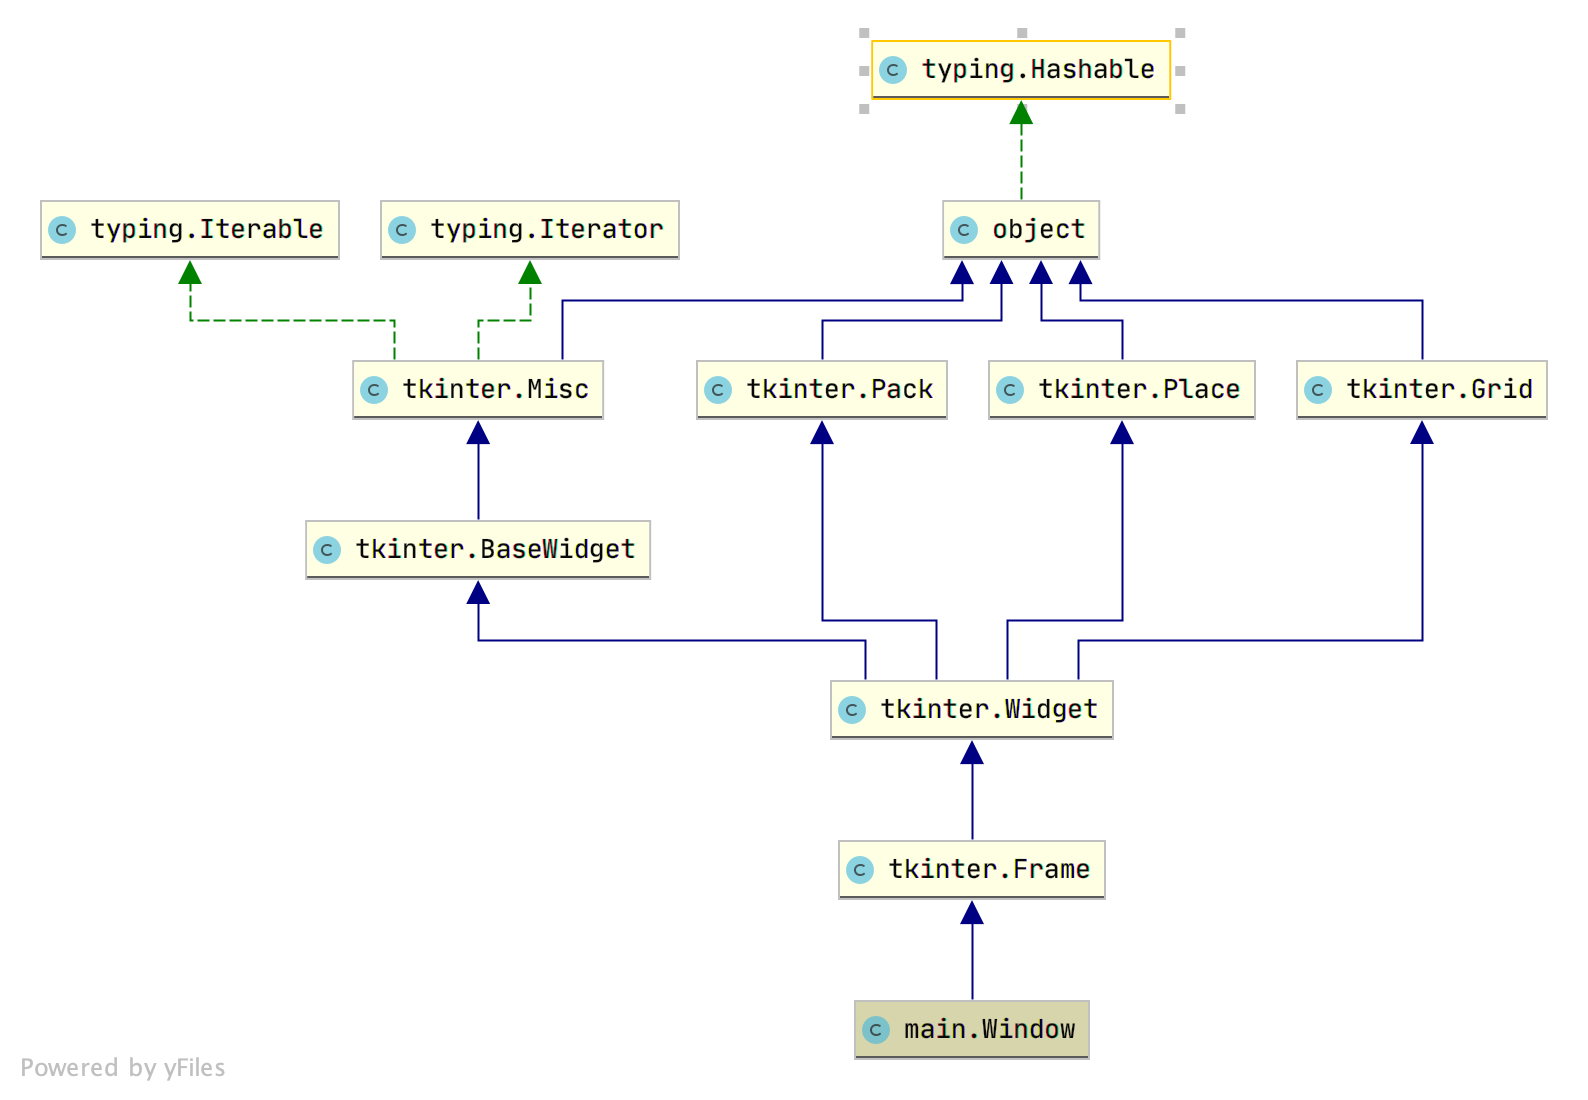 C typing.Hashable
C typing.Iterable
C typing.Iterator
C object
C tkinter.Misc
C tkinter.Pack
C tkinter.Place
C tkinter.Grid
C tkinter.BaseWidget
C tkinter.Widget
C tkinter.Frame
C main.Window
Powered by yFiles